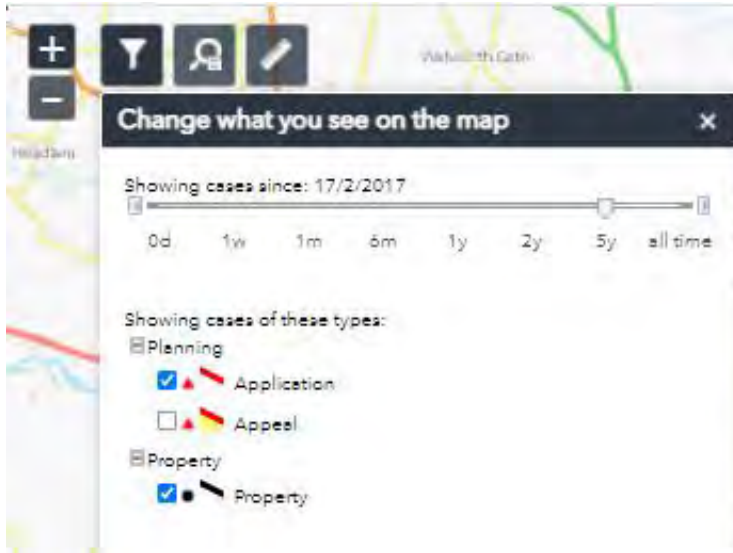 Change what you see on the map
Showing cases since: 17/2/2017
0d 1w 1m 6m 1y 2y 5y all time
Showing cases of these types:
Planning
Application
Appeal
Property
Property